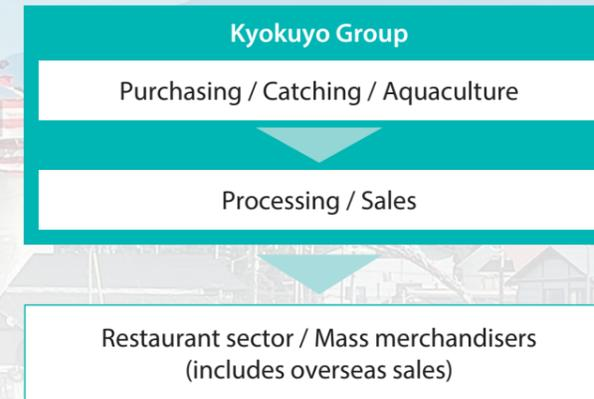 Kyokuyo Group
Purchasing / Catching / Aquaculture
Processing / Sales
Restaurant sector / Mass merchandisers
(includes overseas sales)